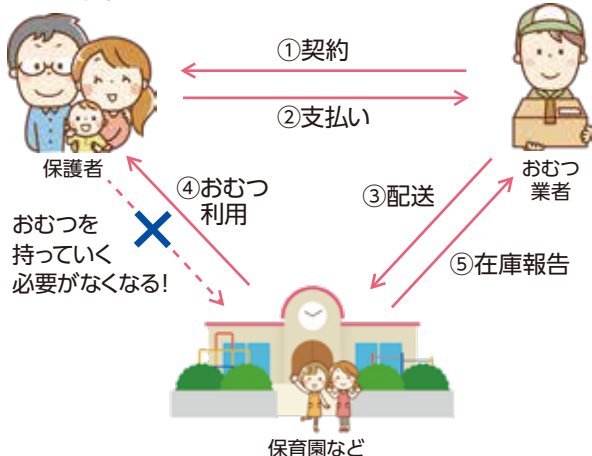 ①契約
②支払い
保護者
おむつ
業者
④おむつ
利用
③配送
おむつを
持っていく
必要がなくなる!
⑤在庫報告
保育園など